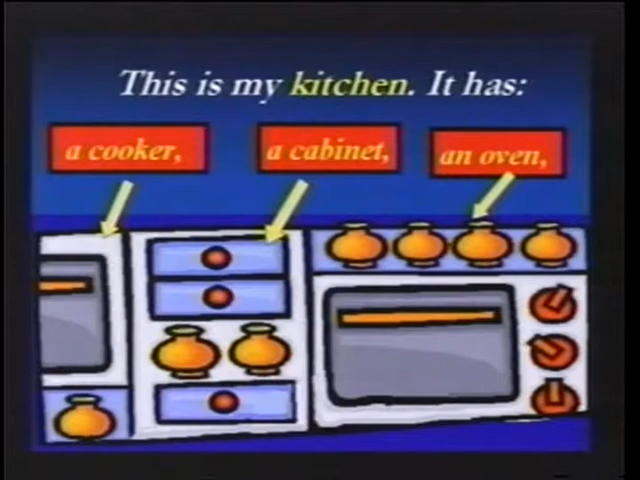 This is my kitchen. It has:
a cooker,
a cabinet,
an oven,